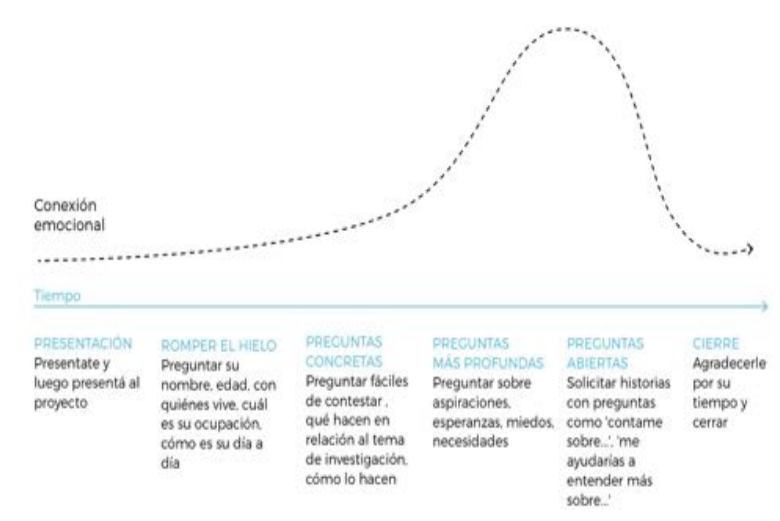 Conexión
emocional
Tiempo
PRESENTACIÓN
Presentate y
luego presentá al
proyecto
ROMPER EL HIELO
Preguntar su
nombre, edad, con
quiénes vive, cuál
es su ocupación,
cómo es su día a
día
PREGUNTAS
CONCRETAS
Preguntar fáciles
de contestar ,
qué hacen en
relación al tema
de investigación,
cómo lo hacen
PREGUNTAS
MÁS PROFUNDAS
Preguntar sobre
aspiraciones,
esperanzas, miedos,
necesidades
PREGUNTAS
ABIERTAS
Solicitar historias
con preguntas
como 'contame
sobre...', 'me
ayudarías a
entender más
sobre...'
CIERRE
Agradecerle
por su
tiempo y
cerrar